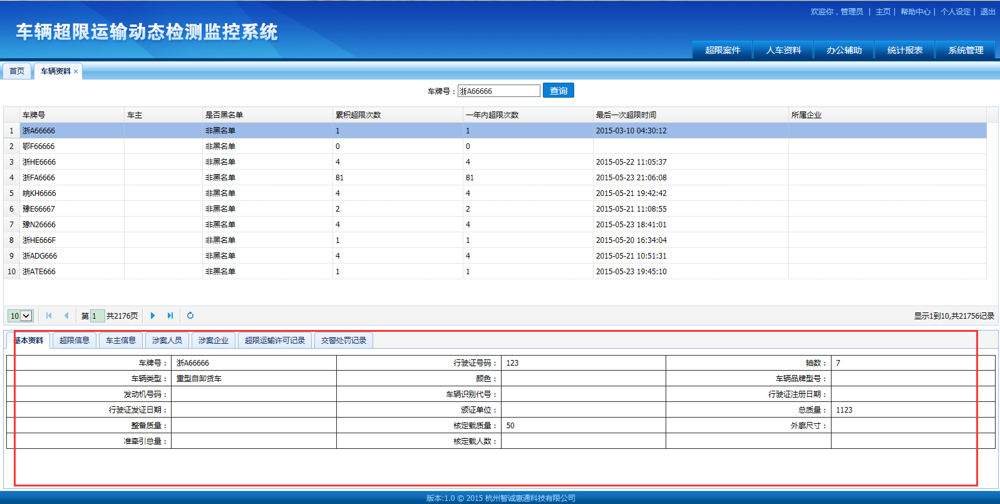 欢迎你，管理员 | 主页 | 帮助中心 | 个人设定 | 退出
车辆超限运输动态检测监控系统
超限案件 人车资料 办公辅助 统计报表 系统管理
首页 车辆资料 ×
车牌号： 浙A66666 查询
车牌号 车主 是否黑名单 累积超限次数 一年内超限次数 最后一次超限时间 所属企业
1 浙A66666 非黑名单 1 1 2015-03-10 04:30:12
2 鄂F66666 非黑名单 0 0
3 浙HE6666 非黑名单 4 4 2015-05-22 11:05:37
4 浙FA6666 非黑名单 81 81 2015-05-23 21:06:08
5 皖KH6666 非黑名单 4 4 2015-05-21 19:42:42
6 豫E66667 非黑名单 2 2 2015-05-21 11:08:55
7 豫N26666 非黑名单 4 4 2015-05-23 18:41:01
8 浙HE666F 非黑名单 1 1 2015-05-20 16:34:04
9 浙ADG666 非黑名单 4 4 2015-05-21 10:51:31
10 浙ATE666 非黑名单 1 1 2015-05-23 19:45:10
10 第 1 共2176页 显示1到10,共21756记录
基本资料 超限信息 车主信息 涉案人员 涉案企业 超限运输许可记录 交警处罚记录
车牌号： 浙A66666 行驶证号码： 123 轴数： 7
车辆类型： 重型自卸货车 颜色： 车辆品牌型号：
发动机号码： 车辆识别代号： 行驶证注册日期：
行驶证发证日期： 颁证单位： 总质量： 1123
整备质量： 核定载质量： 50 外廓尺寸：
准牵引总量： 核定载人数：
版本:1.0 © 2015 杭州智诚惠通科技有限公司